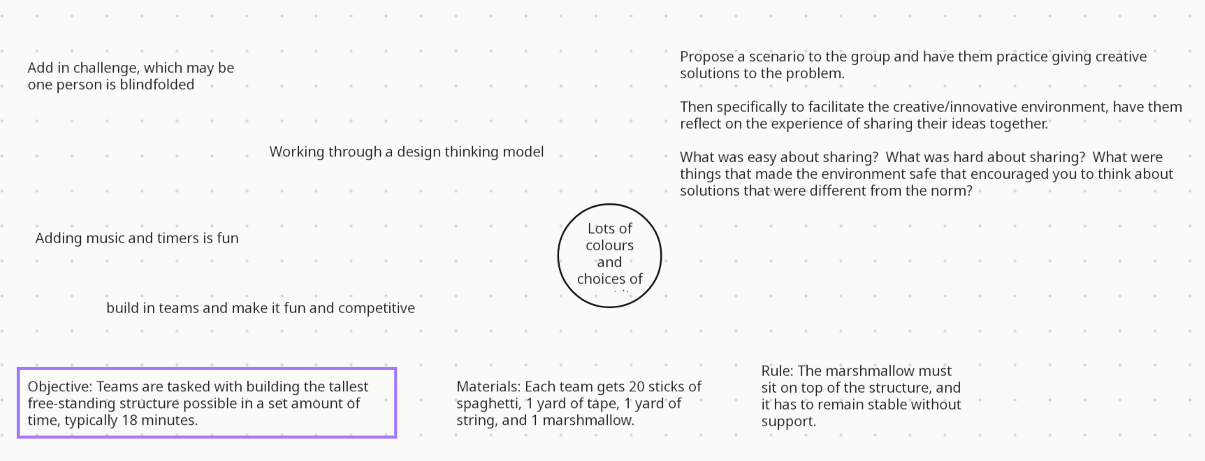 Add in challenge, which may be
one person is blindfolded
Working through a design thinking model
Adding music and timers is fun
build in teams and make it fun and competitive
Propose a scenario to the group and have them practice giving creative
solutions to the problem.
Then specifically to facilitate the creative/innovative environment, have them
reflect on the experience of sharing their ideas together.
What was easy about sharing?  What was hard about sharing?  What were
things that made the environment safe that encouraged you to think about
solutions that were different from the norm?
Lots of
colours
and
choices of
Objective: Teams are tasked with building the tallest
free-standing structure possible in a set amount of
time, typically 18 minutes.
Materials: Each team gets 20 sticks of
spaghetti, 1 yard of tape, 1 yard of
string, and 1 marshmallow.
Rule: The marshmallow must
sit on top of the structure, and
it has to remain stable without
support.